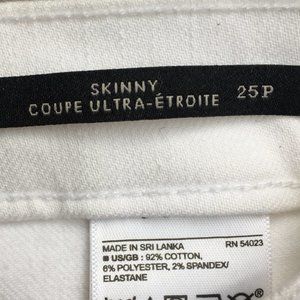 SKINNY
COUPE ULTRA-ÉTROITE 25P
MADE IN SRI LANKA RN 54023
US/GB: 92% COTTON,
6% POLYESTER, 2% SPANDEX/
ELASTANE